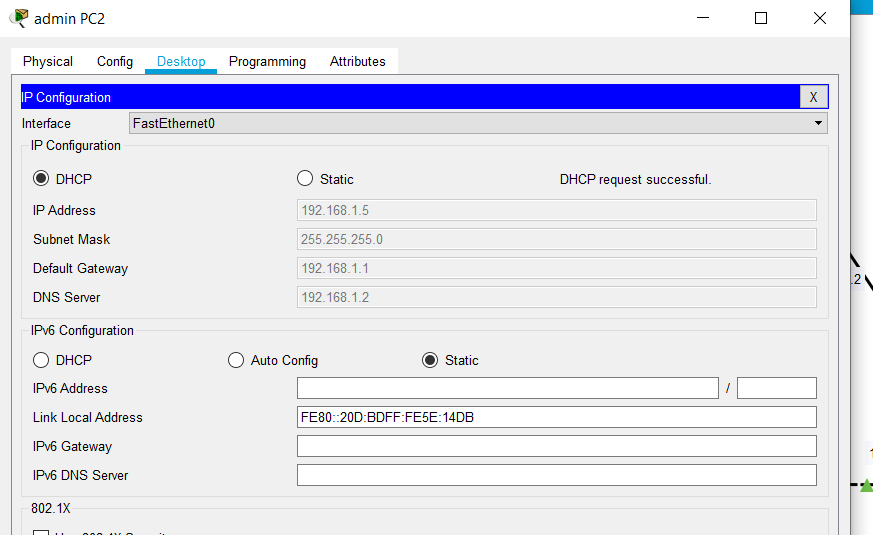 admin PC2
Physical Config Desktop Programming Attributes
IP Configuration X
Interface FastEthernet0
IP Configuration
DHCP Static DHCP request successful.
IP Address 192.168.1.5
Subnet Mask 255.255.255.0
Default Gateway 192.168.1.1
DNS Server 192.168.1.2
.2
IPv6 Configuration
DHCP Auto Config Static
IPv6 Address /
Link Local Address FE80::20D:BDFF:FE5E:14DB
IPv6 Gateway
IPv6 DNS Server
802.1X